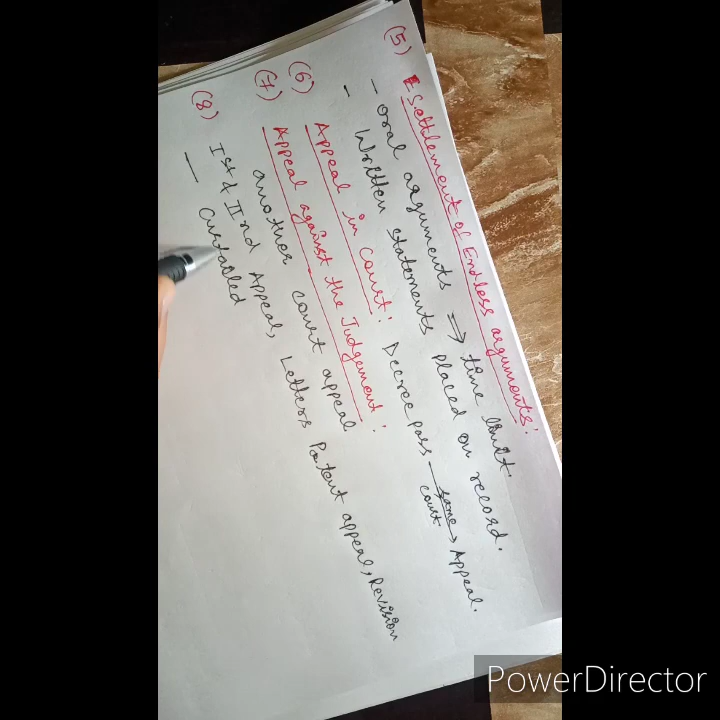 (5) Settlement of Endless arguments:
- oral arguments ⇒ time limit.
- Written statements placed on record.
(6) Appeal in court: Decree pass same court → Appeal.
(7) Appeal against the Judgement:
another court appeal
(8) Ist & IInd Appeal, Letters Patent appeal, Revision
- Curtailed
PowerDirector